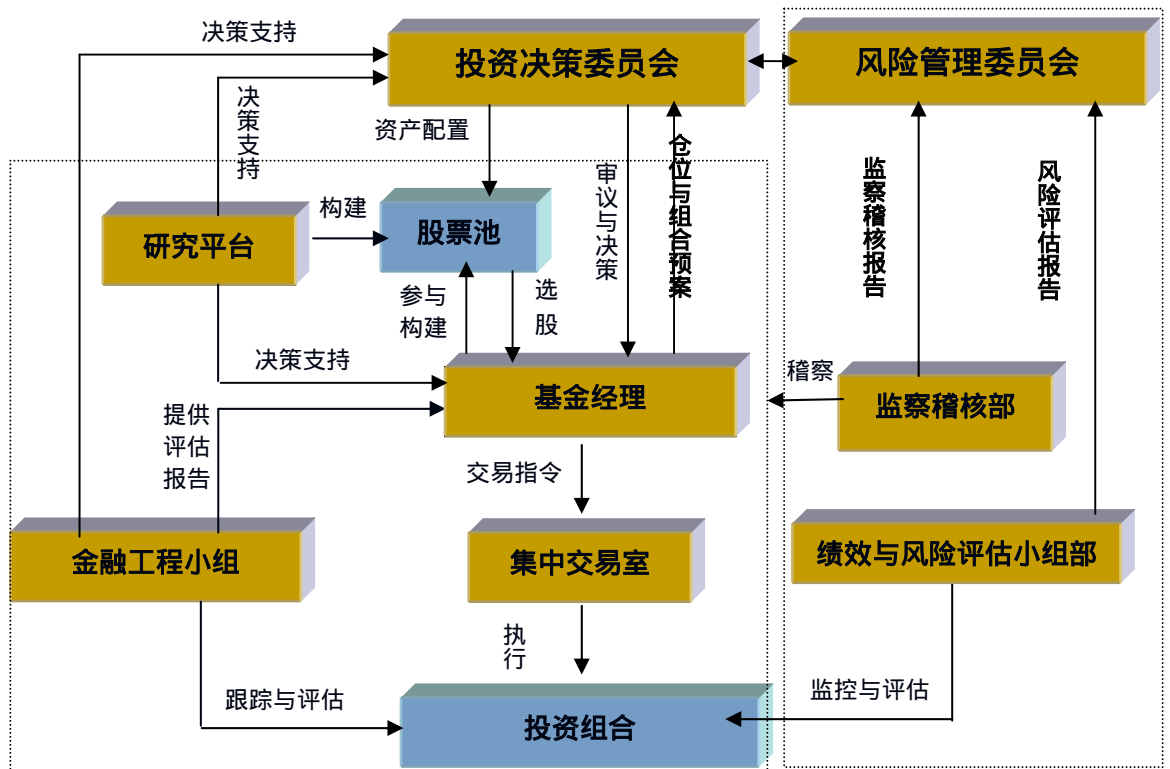 决策支持
投资决策委员会
风险管理委员会
决策支持
资产配置
审议与决策
仓位与组合预案
监察稽核报告
风险评估报告
研究平台
构建
股票池
参与
构建
选
股
决策支持
基金经理
稽察
监察稽核部
提供
评估
报告
交易指令
金融工程小组
集中交易室
绩效与风险评估小组部
执行
跟踪与评估
投资组合
监控与评估